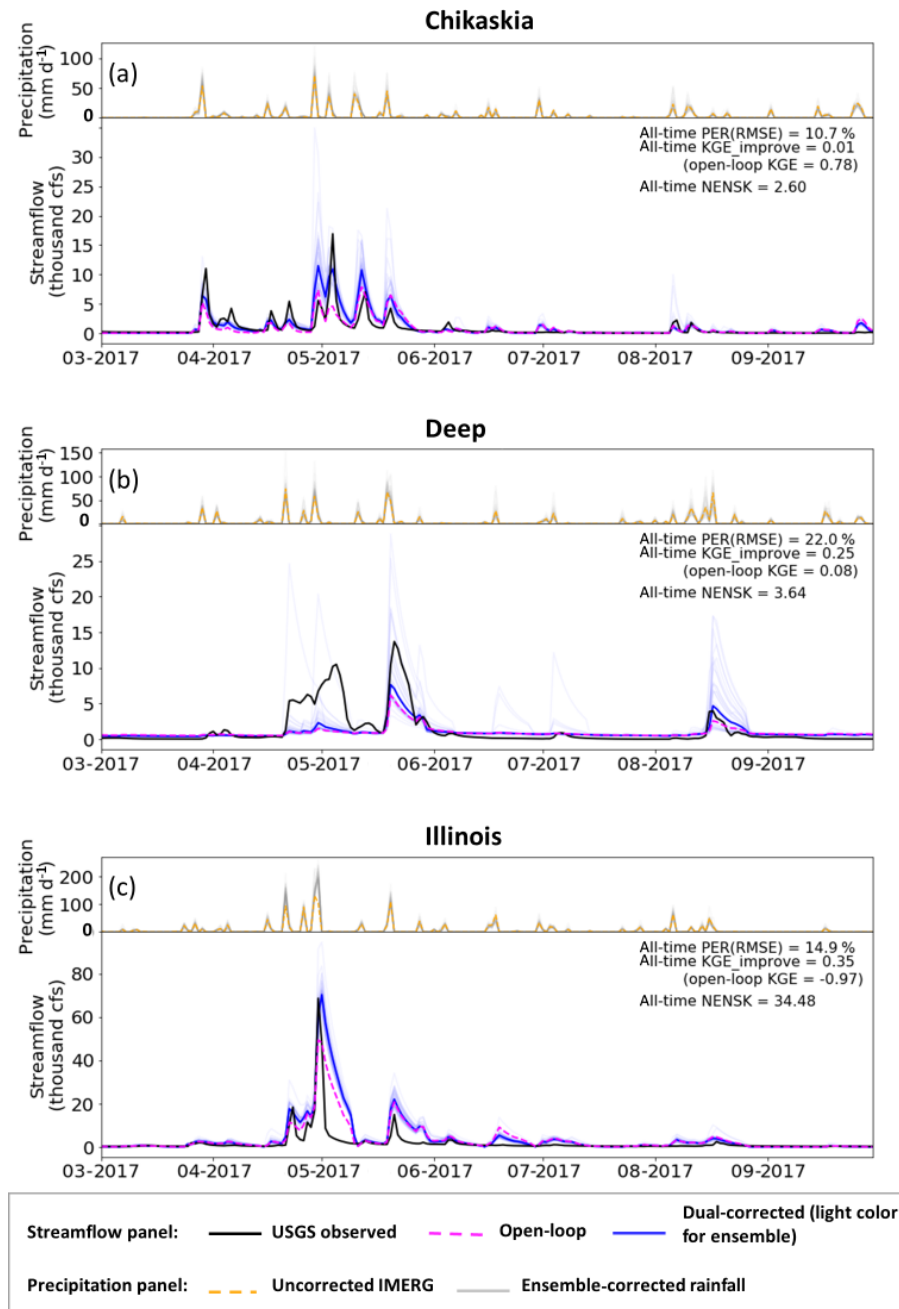 Chikaskia
Precipitation
(mm d⁻¹)
100
50
0
(a)
All-time PER(RMSE) = 10.7 %
All-time KGE_improve = 0.01
(open-loop KGE = 0.78)
All-time NENSK = 2.60
Streamflow
(thousand cfs)
30
25
20
15
10
5
0
03-2017 04-2017 05-2017 06-2017 07-2017 08-2017 09-2017
Deep
Precipitation
(mm d⁻¹)
150
100
50
0
(b)
All-time PER(RMSE) = 22.0 %
All-time KGE_improve = 0.25
(open-loop KGE = 0.08)
All-time NENSK = 3.64
Streamflow
(thousand cfs)
25
20
15
10
5
0
03-2017 04-2017 05-2017 06-2017 07-2017 08-2017 09-2017
Illinois
Precipitation
(mm d⁻¹)
200
100
0
(c)
All-time PER(RMSE) = 14.9 %
All-time KGE_improve = 0.35
(open-loop KGE = -0.97)
All-time NENSK = 34.48
Streamflow
(thousand cfs)
80
60
40
20
0
03-2017 04-2017 05-2017 06-2017 07-2017 08-2017 09-2017
Streamflow panel: USGS observed Open-loop Dual-corrected (light color
for ensemble)
Precipitation panel: Uncorrected IMERG Ensemble-corrected rainfall